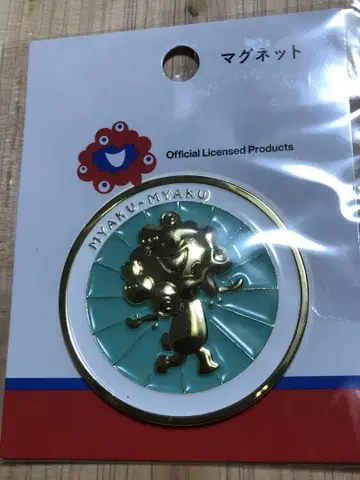 マグネット
Official Licensed Products
MYAKU-MYAKU